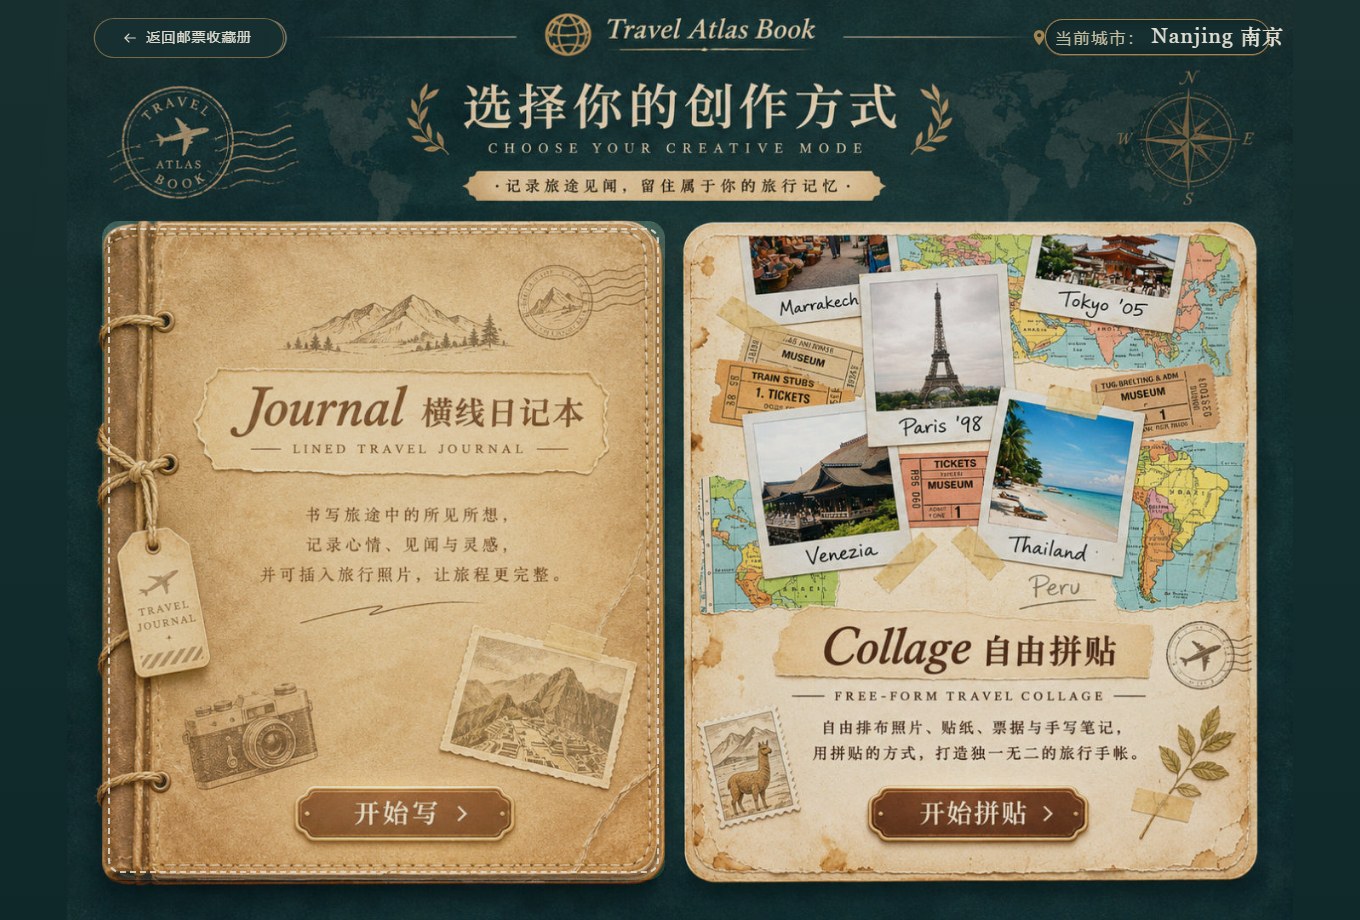 ← 返回邮票收藏册
Travel Atlas Book
当前城市： Nanjing 南京
TRAVEL
ATLAS
BOOK
选择你的创作方式
CHOOSE YOUR CREATIVE MODE
·记录旅途见闻，留住属于你的旅行记忆·
N
W
E
S
Journal 横线日记本
LINED TRAVEL JOURNAL
书写旅途中的所见所想，
记录心情、见闻与灵感，
并可插入旅行照片，让旅程更完整。
TRAVEL
JOURNAL
开始写 >
Marrakech
Tokyo '05
MUSEUM
TRAIN STUBS
1. TICKETS
Paris '98
MUSEUM
1
TICKETS
MUSEUM
1
Venezia
Thailand
Peru
Collage 自由拼贴
FREE-FORM TRAVEL COLLAGE
自由排布照片、贴纸、票据与手写笔记，
用拼贴的方式，打造独一无二的旅行手帐。
开始拼贴 >